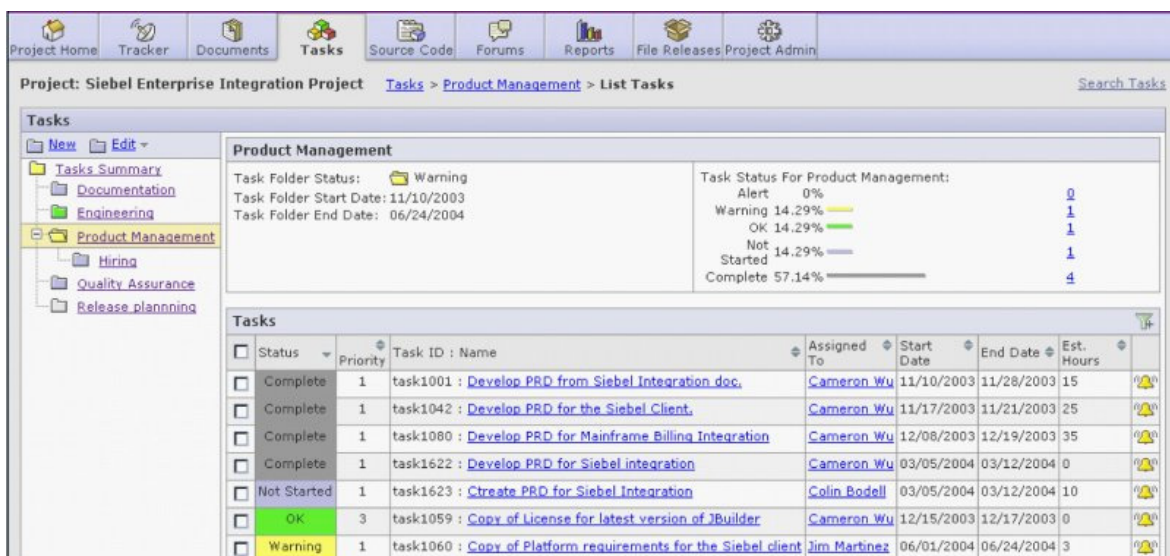 Project Home Tracker Documents Tasks Source Code Forums Reports File Releases Project Admin
Project: Siebel Enterprise Integration Project Tasks > Product Management > List Tasks Search Tasks
Tasks
New Edit
Tasks Summary
Documentation
Engineering
Product Management
Hiring
Quality Assurance
Release plannning
Product Management
Task Folder Status: Warning
Task Folder Start Date: 11/10/2003
Task Folder End Date: 06/24/2004
Task Status For Product Management:
Alert 0% 0
Warning 14.29% 1
OK 14.29% 1
Not Started 14.29% 1
Complete 57.14% 4
Tasks
Status Priority Task ID : Name Assigned To Start Date End Date Est. Hours
Complete 1 task1001 : Develop PRD from Siebel Integration doc. Cameron Wu 11/10/2003 11/28/2003 15
Complete 1 task1042 : Develop PRD for the Siebel Client. Cameron Wu 11/17/2003 11/21/2003 25
Complete 1 task1080 : Develop PRD for Mainframe Billing Integration Cameron Wu 12/08/2003 12/19/2003 35
Complete 1 task1622 : Develop PRD for Siebel integration Cameron Wu 03/05/2004 03/12/2004 0
Not Started 1 task1623 : Ctreate PRD for Siebel Integration Colin Bodell 03/05/2004 03/12/2004 10
OK 3 task1059 : Copy of License for latest version of JBuilder Cameron Wu 12/15/2003 12/17/2003 0
Warning 1 task1060 : Copy of Platform requirements for the Siebel client Jim Martinez 06/01/2004 06/24/2004 3